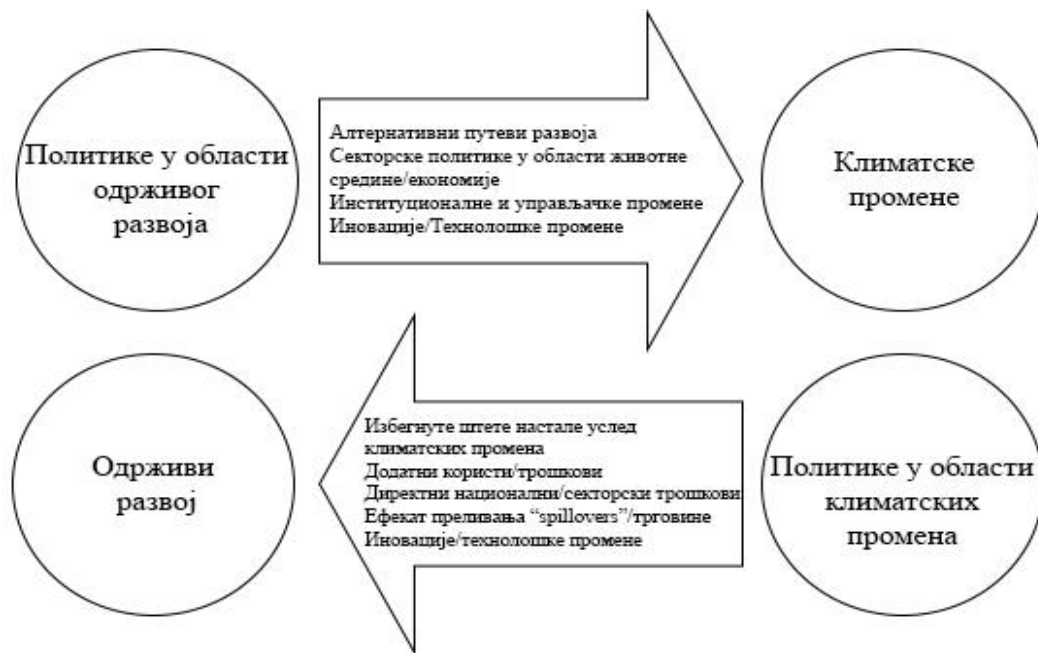 Политике у области
одрживог
развоја
Алтернативни путеви развоја
Секторске политике у области животне
средине/економије
Институционалне и управљачке промене
Иновације/Технолошке промене
Климатске
промене
Одрживи
развој
Избегнуте штете настале услед
климатских промена
Додатни користи/трошкови
Директни национални/секторски трошкови
Ефекат преливања “spillovers”/трговине
Иновације/технолошке промене
Политике у области
климатских
промена